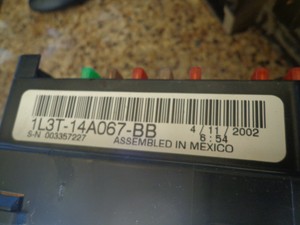 1L3T-14A067-BB 4/11/2002
S-N 003357227 8:54
ASSEMBLED IN MEXICO